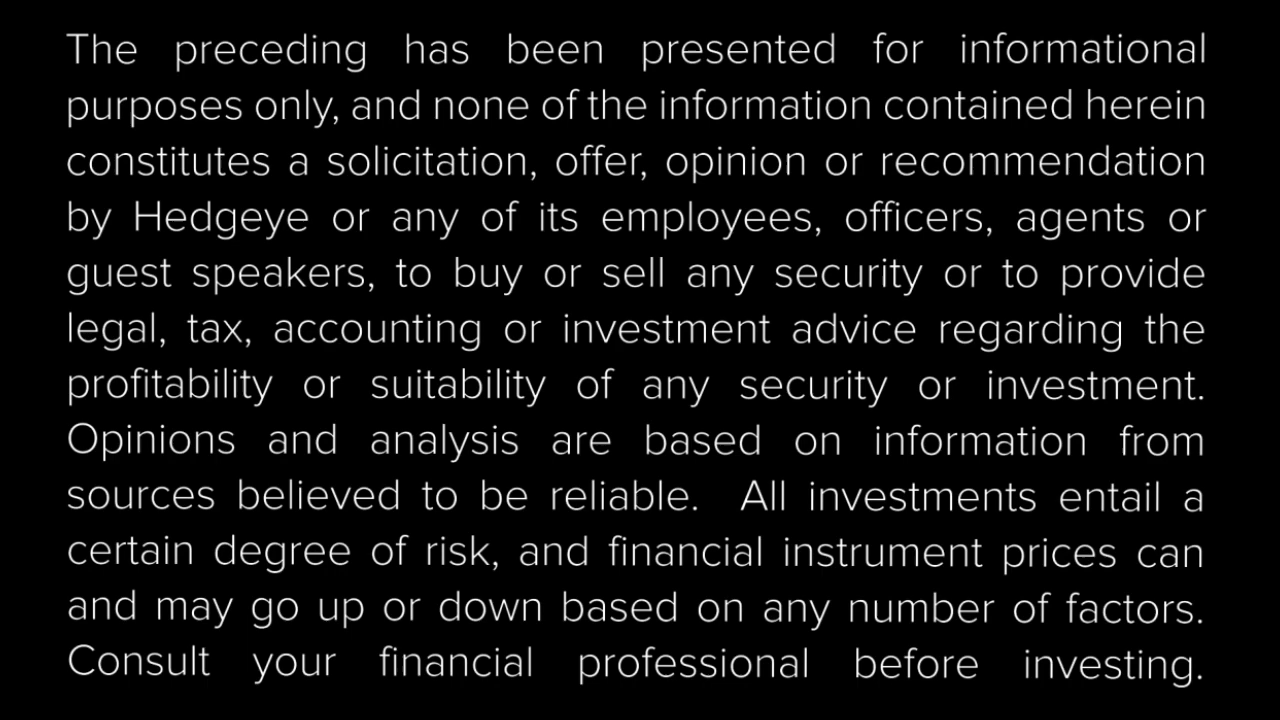 The preceding has been presented for informational
purposes only, and none of the information contained herein
constitutes a solicitation, offer, opinion or recommendation
by Hedgeye or any of its employees, officers, agents or
guest speakers, to buy or sell any security or to provide
legal, tax, accounting or investment advice regarding the
profitability or suitability of any security or investment.
Opinions and analysis are based on information from
sources believed to be reliable.  All investments entail a
certain degree of risk, and financial instrument prices can
and may go up or down based on any number of factors.
Consult your financial professional before investing.